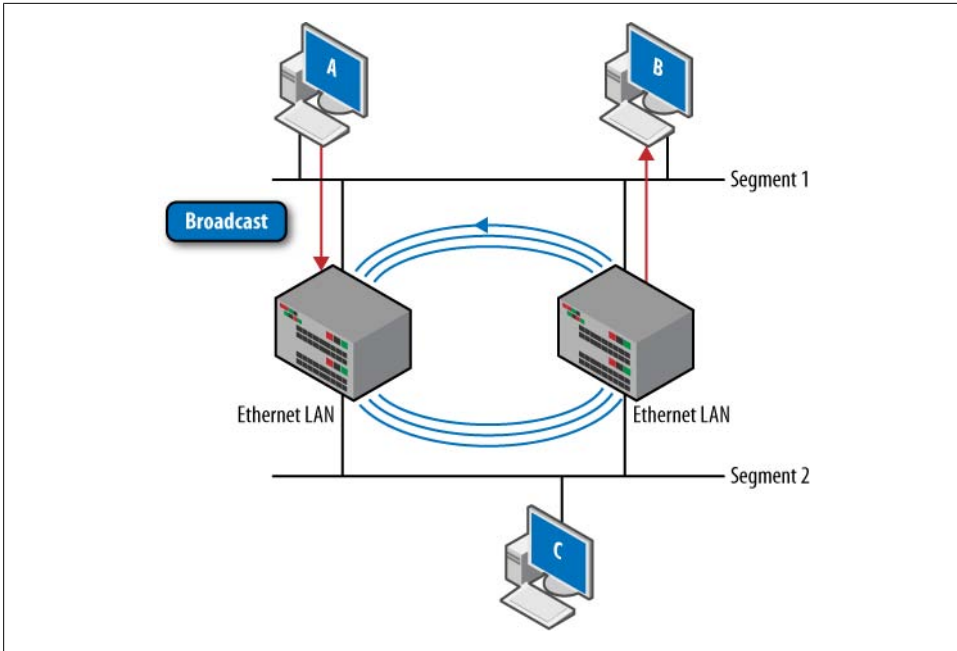 A
B
Segment 1
Broadcast
Ethernet LAN
Ethernet LAN
Segment 2
C